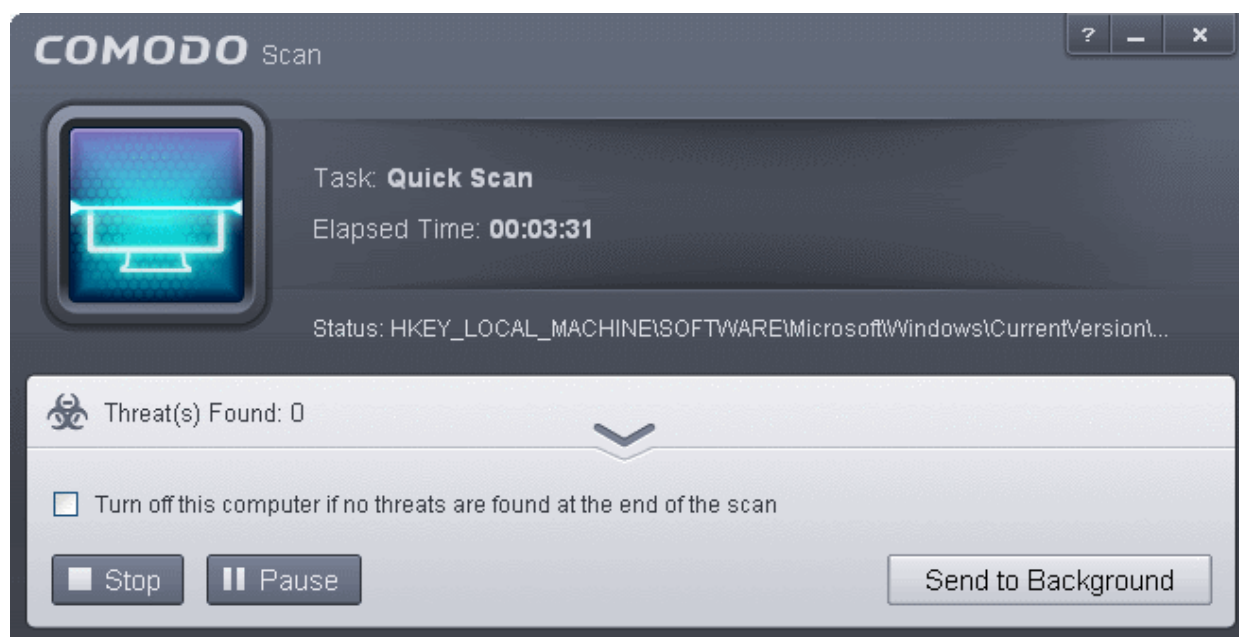 COMODO Scan
?
Task: Quick Scan
Elapsed Time: 00:03:31
Status: HKEY_LOCAL_MACHINE\SOFTWARE\Microsoft\Windows\CurrentVersion\...
Threat(s) Found: 0
Turn off this computer if no threats are found at the end of the scan
Stop
Pause
Send to Background